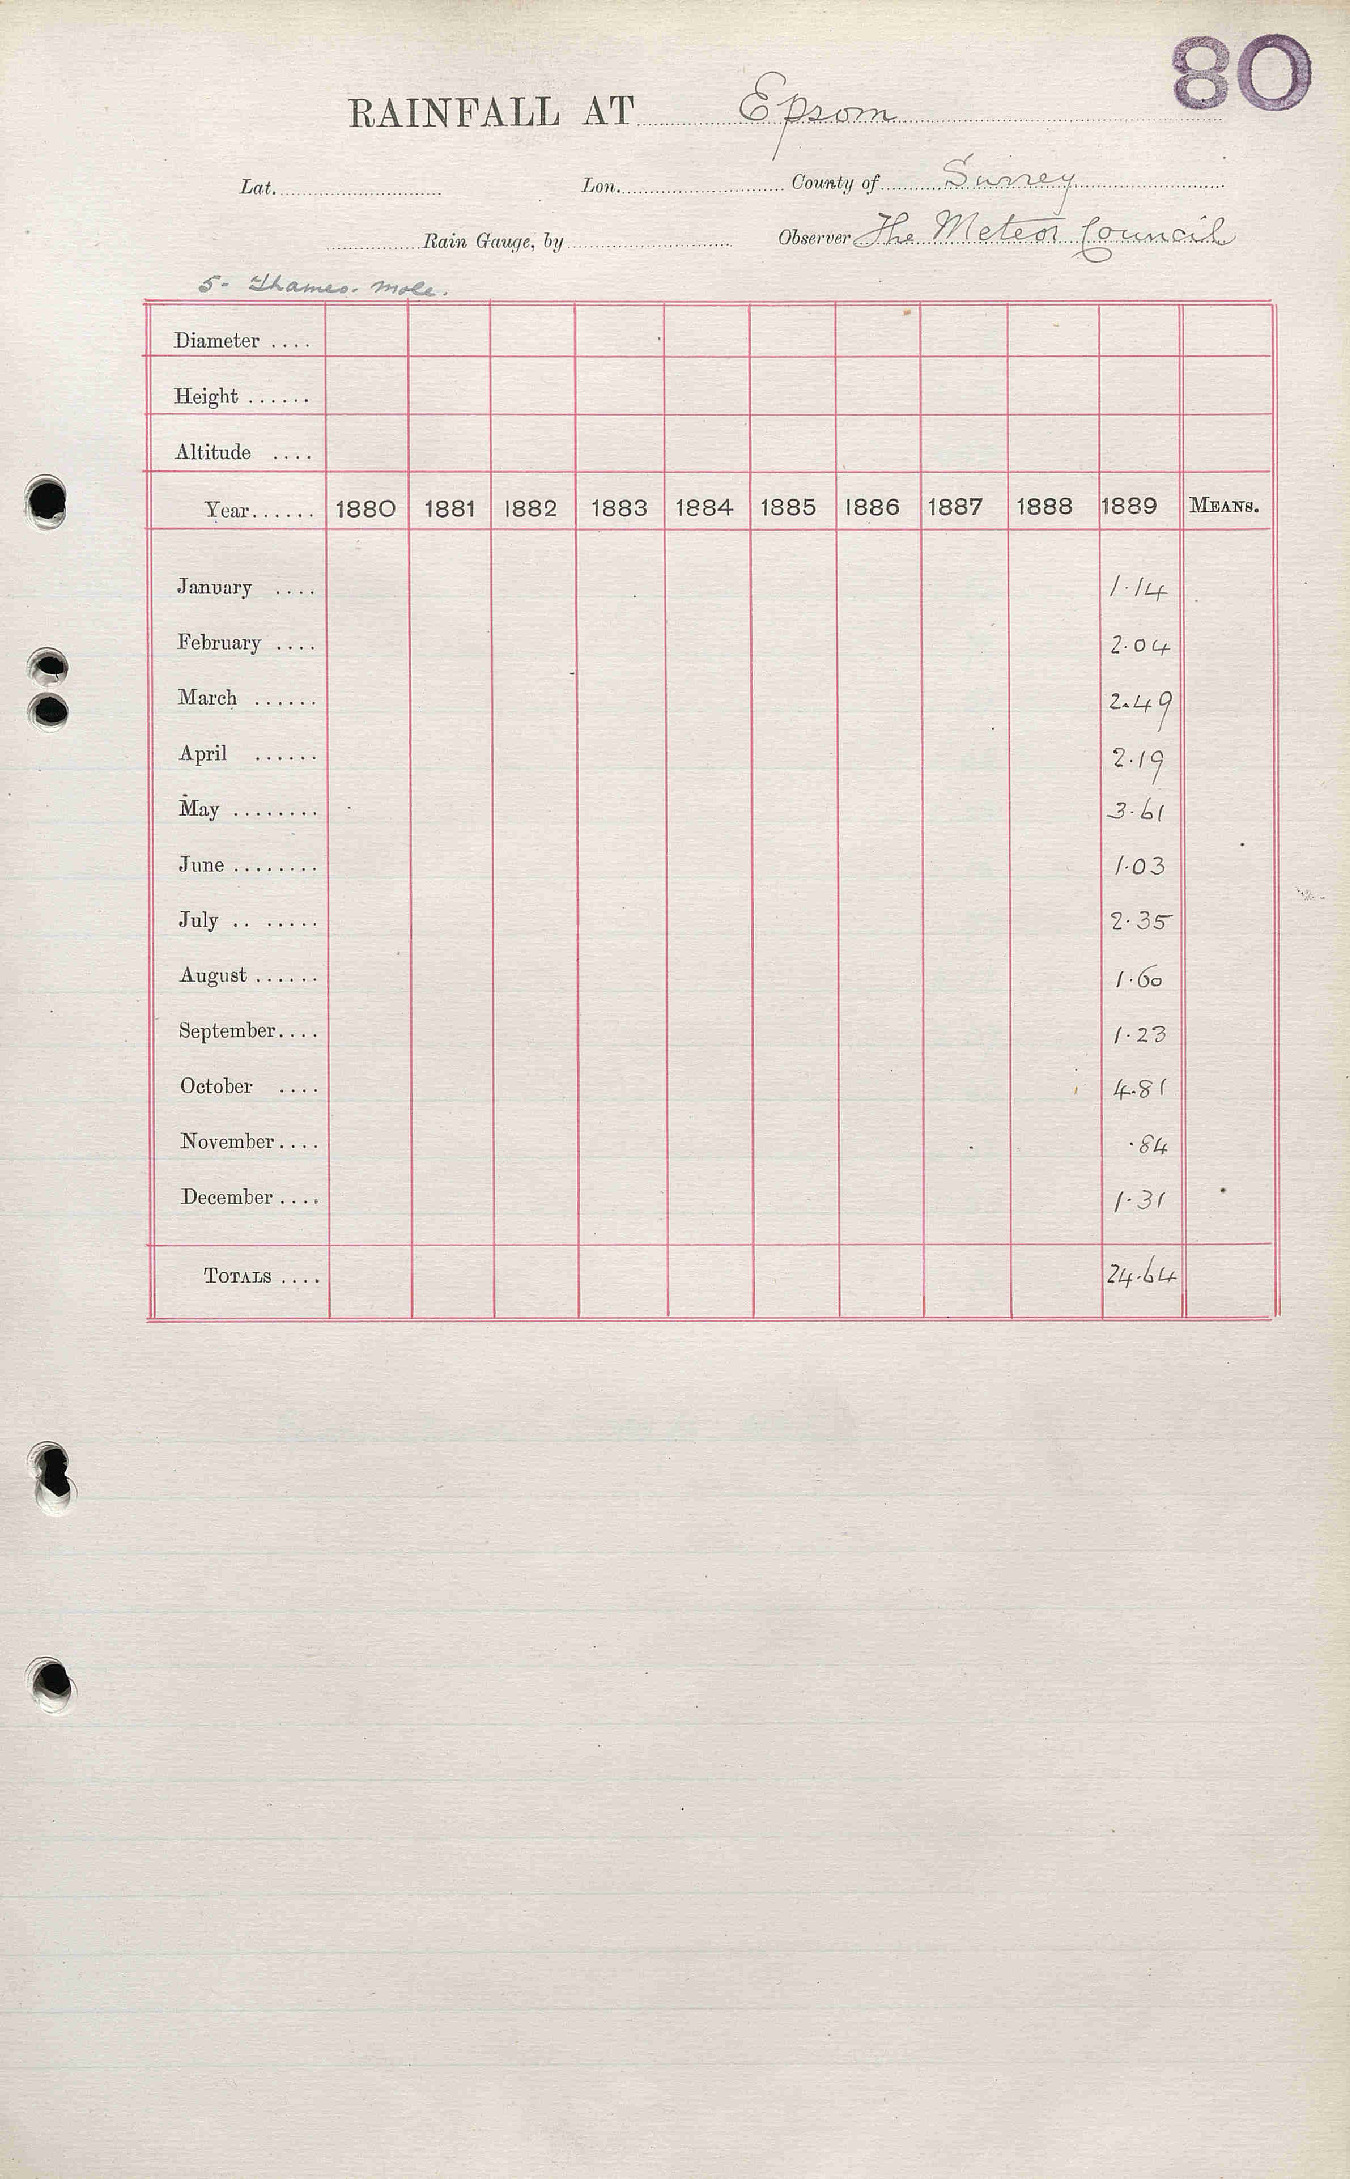 80
RAINFALL AT Epsom
Lat. Lon. County of Surrey
Rain Gauge, by Observer The Meteor Council
5 - Thames - Mole.
Diameter ....
Height ......
Altitude ....
Year...... 1880 1881 1882 1883 1884 1885 1886 1887 1888 1889 MEANS.
January .... 1.14
February .... 2.04
March ...... 2.49
April ...... 2.19
May ........ 3.61
June ........ 1.03
July .. ..... 2.35
August ...... 1.60
September.... 1.23
October .... 4.81
November.... .84
December.... 1.31
TOTALS .... 24.64